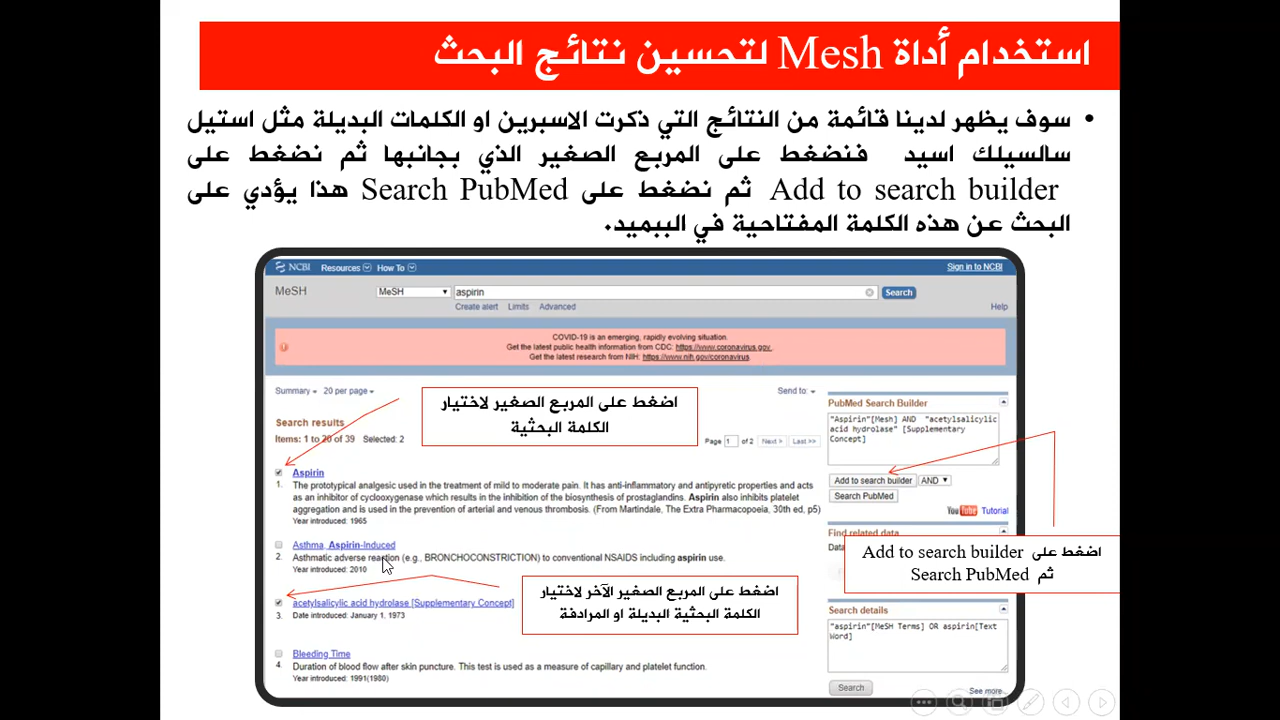 استخدام أداة Mesh لتحسين نتائج البحث
• سوف يظهر لدينا قائمة من النتائج التي ذكرت الاسبرين او الكلمات البديلة مثل استيل
سالسيلك اسيد فنضغط على المربع الصغير الذي بجانبها ثم نضغط على
Add to search builder ثم نضغط على Search PubMed هذا يؤدي على
البحث عن هذه الكلمة المفتاحية في الببميد.
NCBI Resources How To Sign in to NCBI
MeSH MeSH aspirin Search
Create alert Limits Advanced Help
COVID-19 is an emerging, rapidly evolving situation.
Get the latest public health information from CDC: https://www.coronavirus.gov.
Get the latest research from NIH: https://www.nih.gov/coronavirus.
Summary 20 per page Send to:
اضغط على المربع الصغير لاختيار
الكلمة البحثية
Search results
Items: 1 to 20 of 39 Selected: 2
Page 1 of 2 Next > Last >>
Aspirin
1. The prototypical analgesic used in the treatment of mild to moderate pain. It has anti-inflammatory and antipyretic properties and acts
as an inhibitor of cyclooxygenase which results in the inhibition of the biosynthesis of prostaglandins. Aspirin also inhibits platelet
aggregation and is used in the prevention of arterial and venous thrombosis. (From Martindale, The Extra Pharmacopoeia, 30th ed, p5)
Year introduced: 1965
Asthma, Aspirin-Induced
2. Asthmatic adverse reaction (e.g., BRONCHOCONSTRICTION) to conventional NSAIDS including aspirin use.
Year introduced: 2010
acetylsalicylic acid hydrolase [Supplementary Concept]
3. Date introduced: January 1, 1973
اضغط على المربع الصغير الآخر لاختيار
الكلمة البحثية البديلة او المرادفة
Bleeding Time
4. Duration of blood flow after skin puncture. This test is used as a measure of capillary and platelet function.
Year introduced: 1991(1980)
PubMed Search Builder
"Aspirin"[Mesh] AND "acetylsalicylic
acid hydrolase" [Supplementary
Concept]
Add to search builder AND
Search PubMed
YouTube Tutorial
Find related data
اضغط على Add to search builder
ثم Search PubMed
Search details
"aspirin"[MeSH Terms] OR aspirin[Text
Word]
Search
See more...